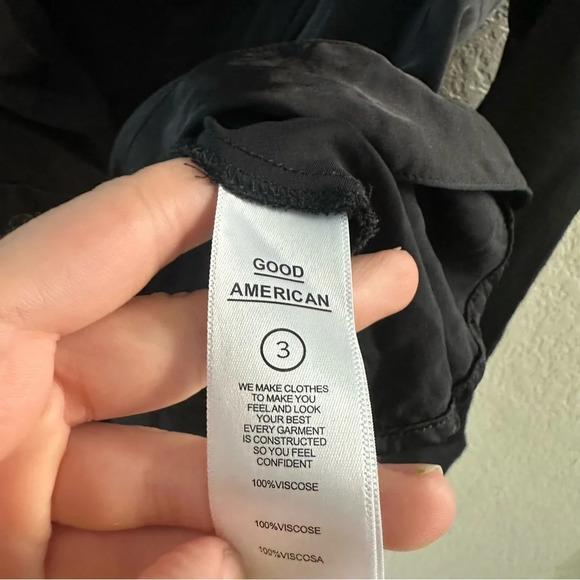 GOOD
AMERICAN
3
WE MAKE CLOTHES
TO MAKE YOU
FEEL AND LOOK
YOUR BEST
EVERY GARMENT
IS CONSTRUCTED
SO YOU FEEL
CONFIDENT
100%VISCOSE
100%VISCOSE
100%VISCOSA